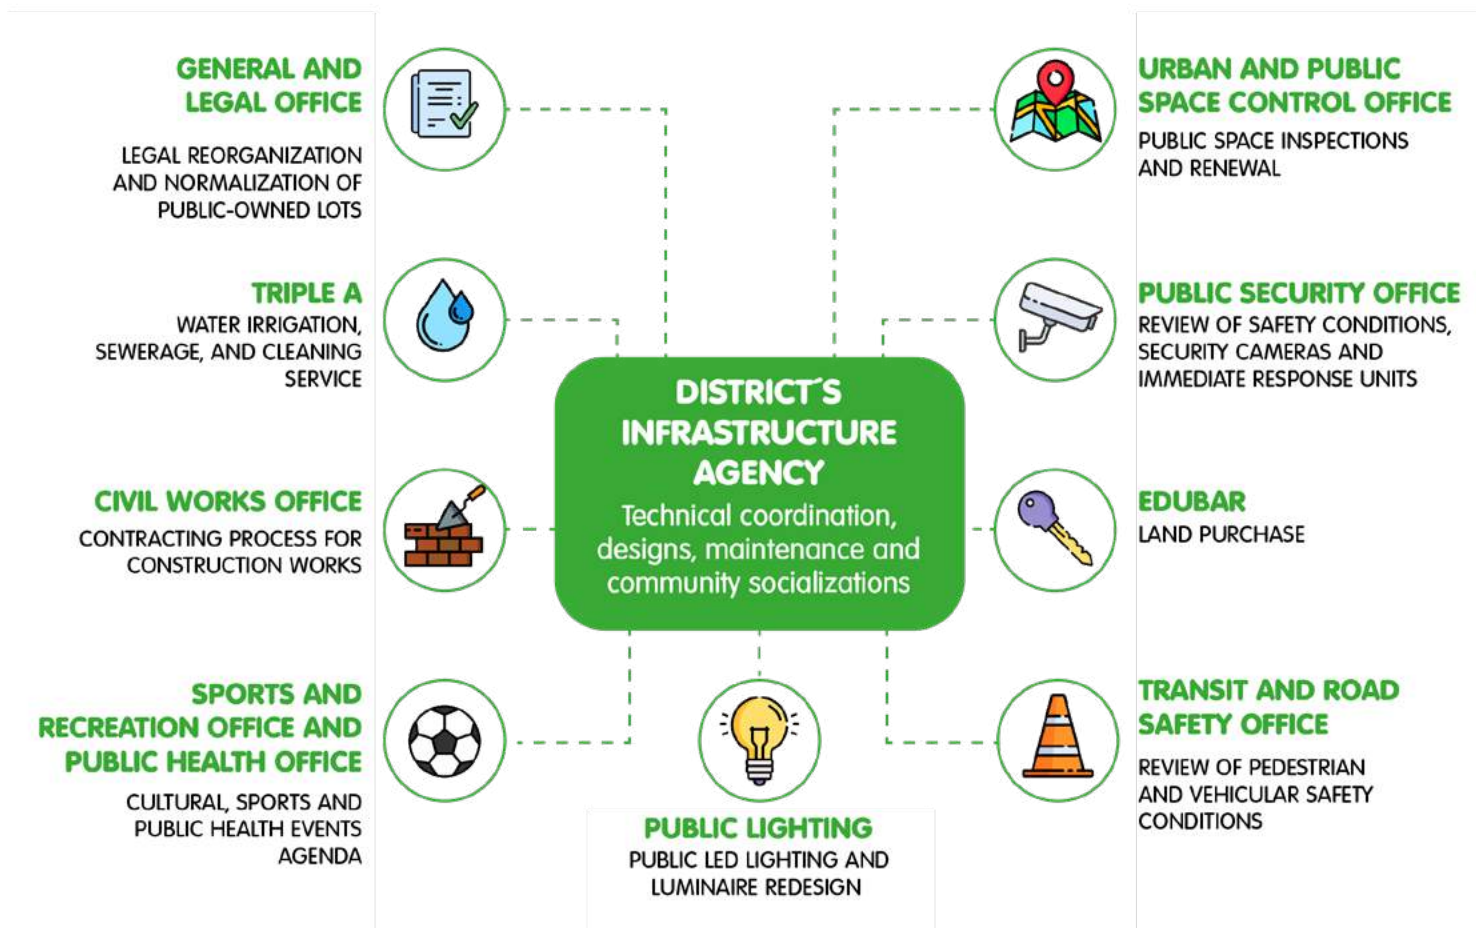 GENERAL AND
LEGAL OFFICE
LEGAL REORGANIZATION
AND NORMALIZATION OF
PUBLIC-OWNED LOTS
TRIPLE A
WATER IRRIGATION,
SEWERAGE, AND CLEANING
SERVICE
CIVIL WORKS OFFICE
CONTRACTING PROCESS FOR
CONSTRUCTION WORKS
SPORTS AND
RECREATION OFFICE AND
PUBLIC HEALTH OFFICE
CULTURAL, SPORTS AND
PUBLIC HEALTH EVENTS
AGENDA
DISTRICT´S
INFRASTRUCTURE
AGENCY
Technical coordination,
designs, maintenance and
community socializations
PUBLIC LIGHTING
PUBLIC LED LIGHTING AND
LUMINAIRE REDESIGN
URBAN AND PUBLIC
SPACE CONTROL OFFICE
PUBLIC SPACE INSPECTIONS
AND RENEWAL
PUBLIC SECURITY OFFICE
REVIEW OF SAFETY CONDITIONS,
SECURITY CAMERAS AND
IMMEDIATE RESPONSE UNITS
EDUBAR
LAND PURCHASE
TRANSIT AND ROAD
SAFETY OFFICE
REVIEW OF PEDESTRIAN
AND VEHICULAR SAFETY
CONDITIONS